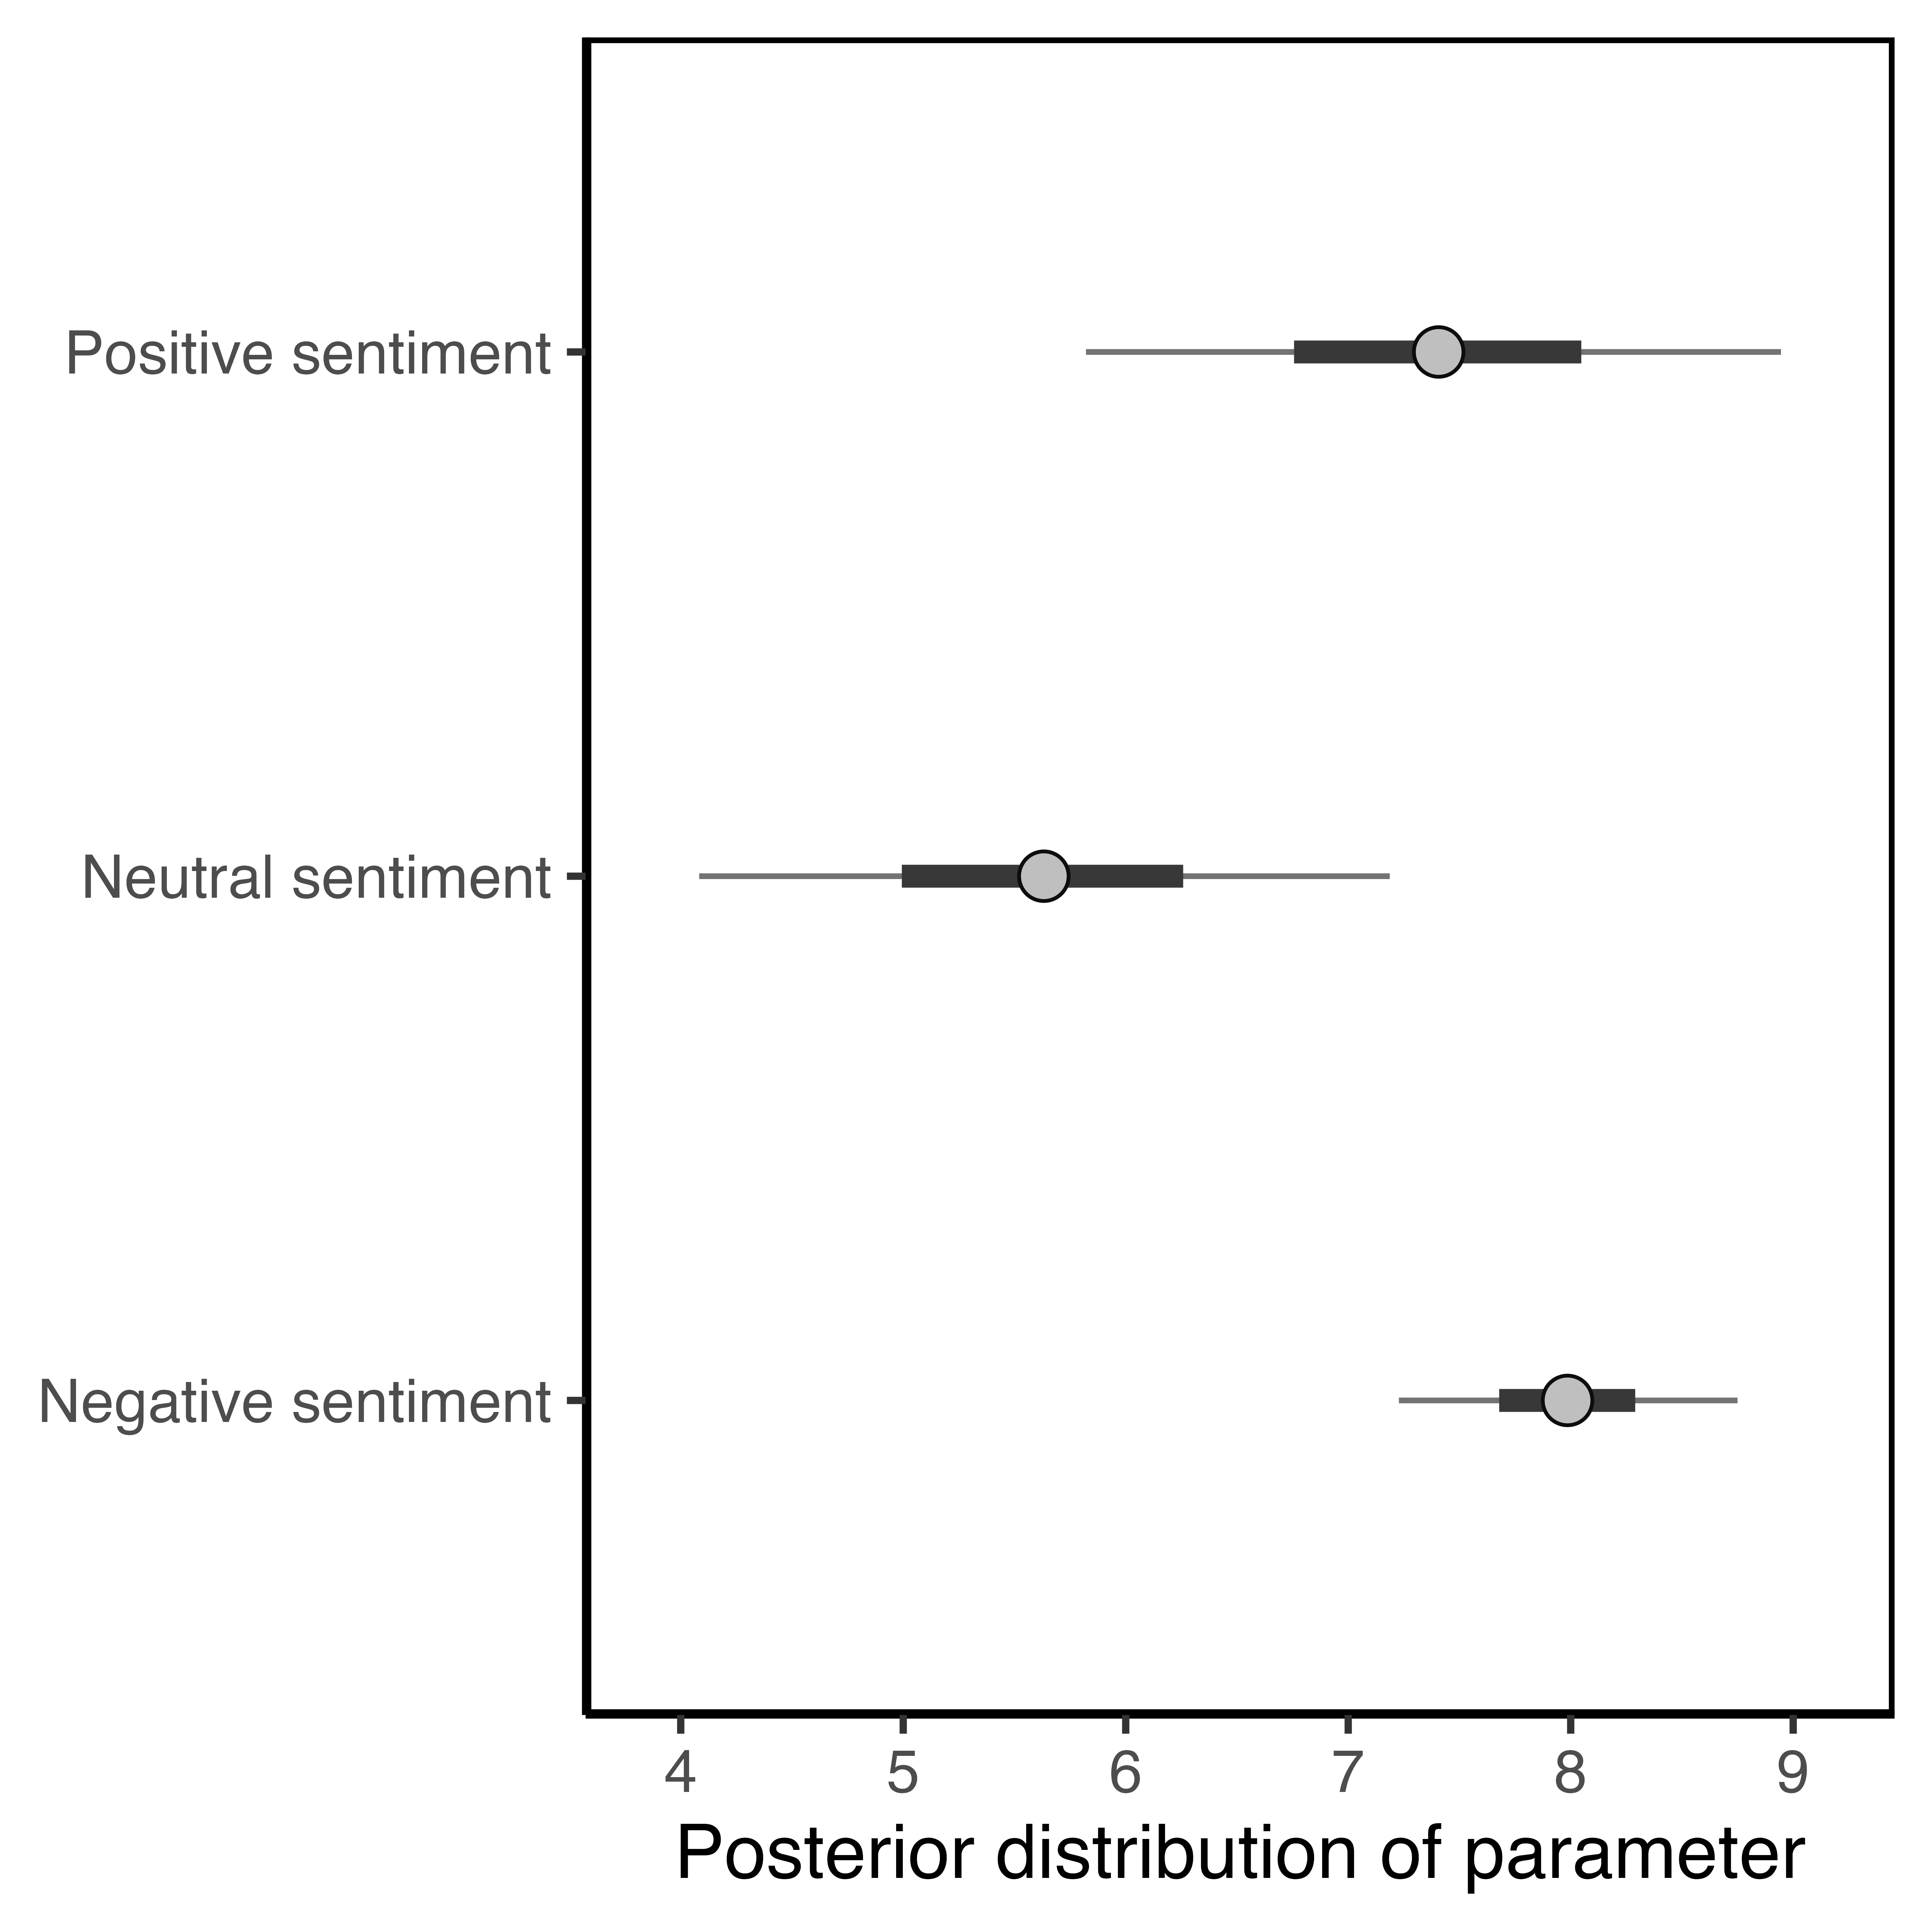 Positive sentiment
Neutral sentiment
Negative sentiment
4 5 6 7 8 9
Posterior distribution of parameter